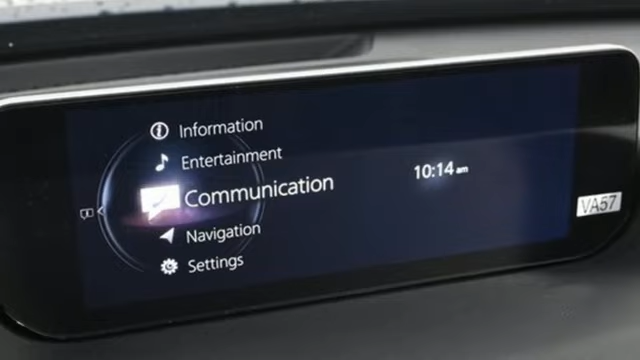 Information
Entertainment
Communication
10:14 am
VA57
Navigation
Settings